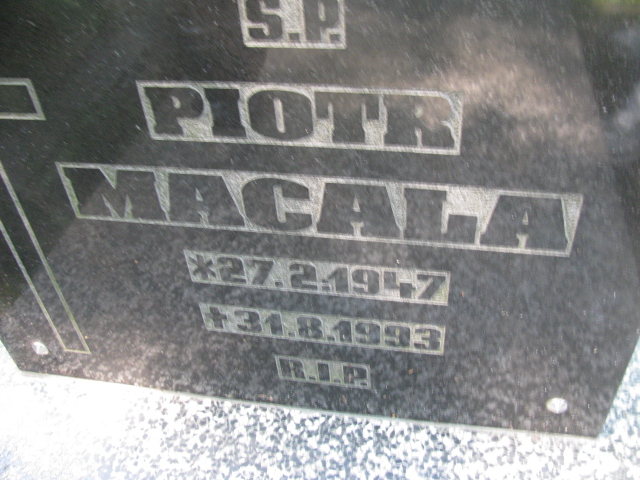 S.P.
PIOTR
MACALA
*27.2.1947
†31.8.1993
R.I.P.